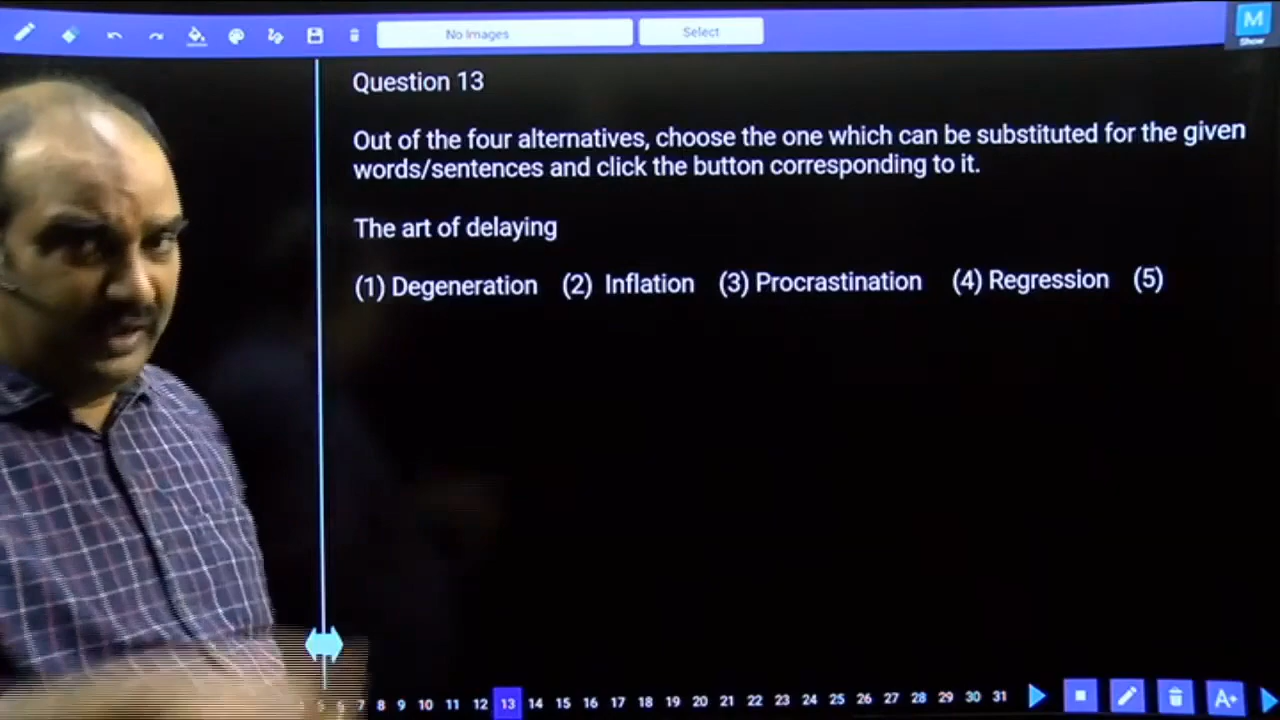 No Images
Select
M
Show
Question 13
Out of the four alternatives, choose the one which can be substituted for the given
words/sentences and click the button corresponding to it.
The art of delaying
(1) Degeneration (2) Inflation (3) Procrastination (4) Regression (5)
7 8 9 10 11 12 13 14 15 16 17 18 19 20 21 22 23 24 25 26 27 28 29 30 31
A+